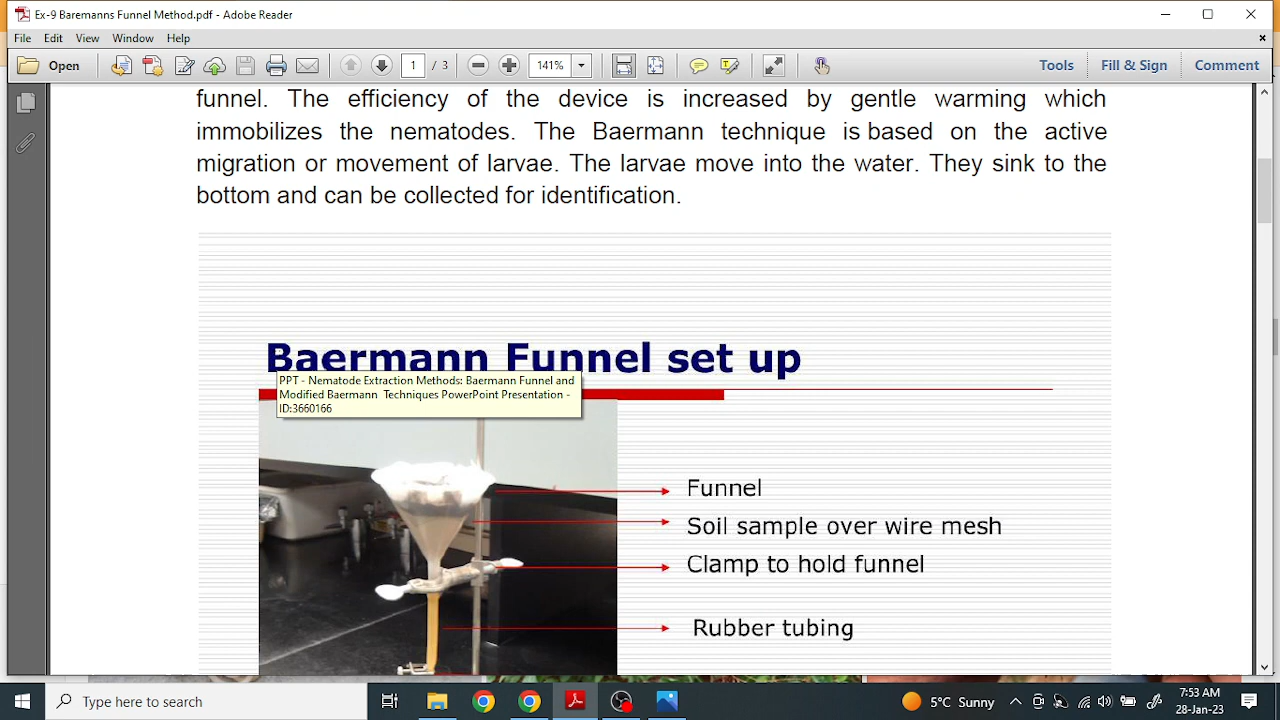 Ex-9 Baremanns Funnel Method.pdf - Adobe Reader
File Edit View Window Help
Open 1 / 3 141% Tools Fill & Sign Comment
funnel. The efficiency of the device is increased by gentle warming which
immobilizes the nematodes. The Baermann technique is based on the active
migration or movement of larvae. The larvae move into the water. They sink to the
bottom and can be collected for identification.
Baermann Funnel set up
PPT - Nematode Extraction Methods: Baermann Funnel and
Modified Baermann Techniques PowerPoint Presentation -
ID:3660166
Funnel
Soil sample over wire mesh
Clamp to hold funnel
Rubber tubing
Type here to search
5°C Sunny
7:53 AM
28-Jan-23